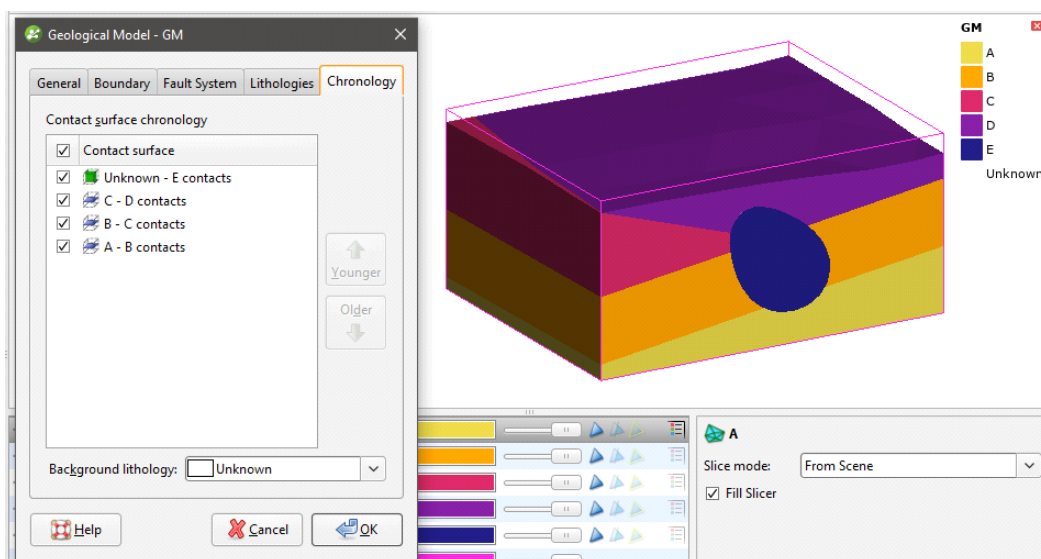 Geological Model - GM
General
Boundary
Fault System
Lithologies
Chronology
Contact surface chronology
Contact surface
Unknown - E contacts
C - D contacts
B - C contacts
A - B contacts
Younger
Older
Background lithology:
Unknown
Help
Cancel
OK
GM
A
B
C
D
E
Unknown
A
Slice mode:
From Scene
Fill Slicer